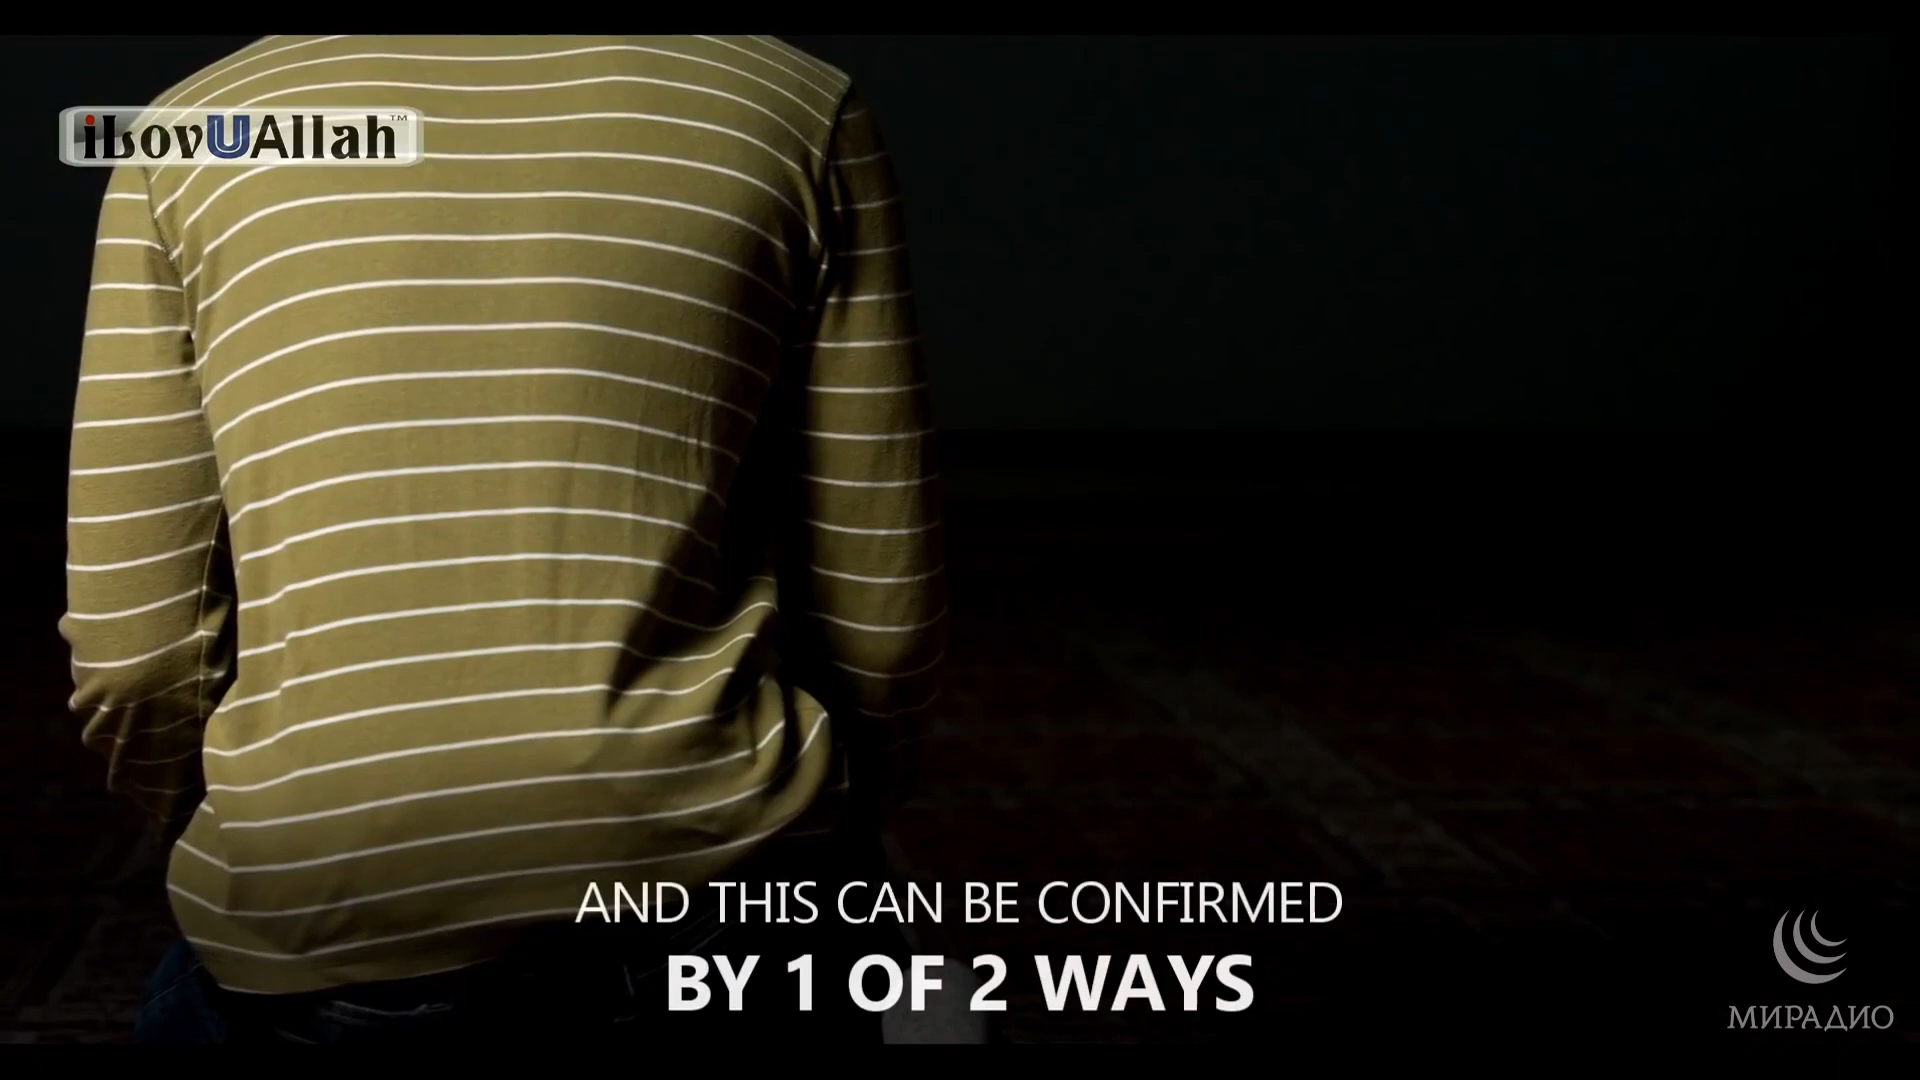 iLovUAllah™
AND THIS CAN BE CONFIRMED
BY 1 OF 2 WAYS
МИРАДИО